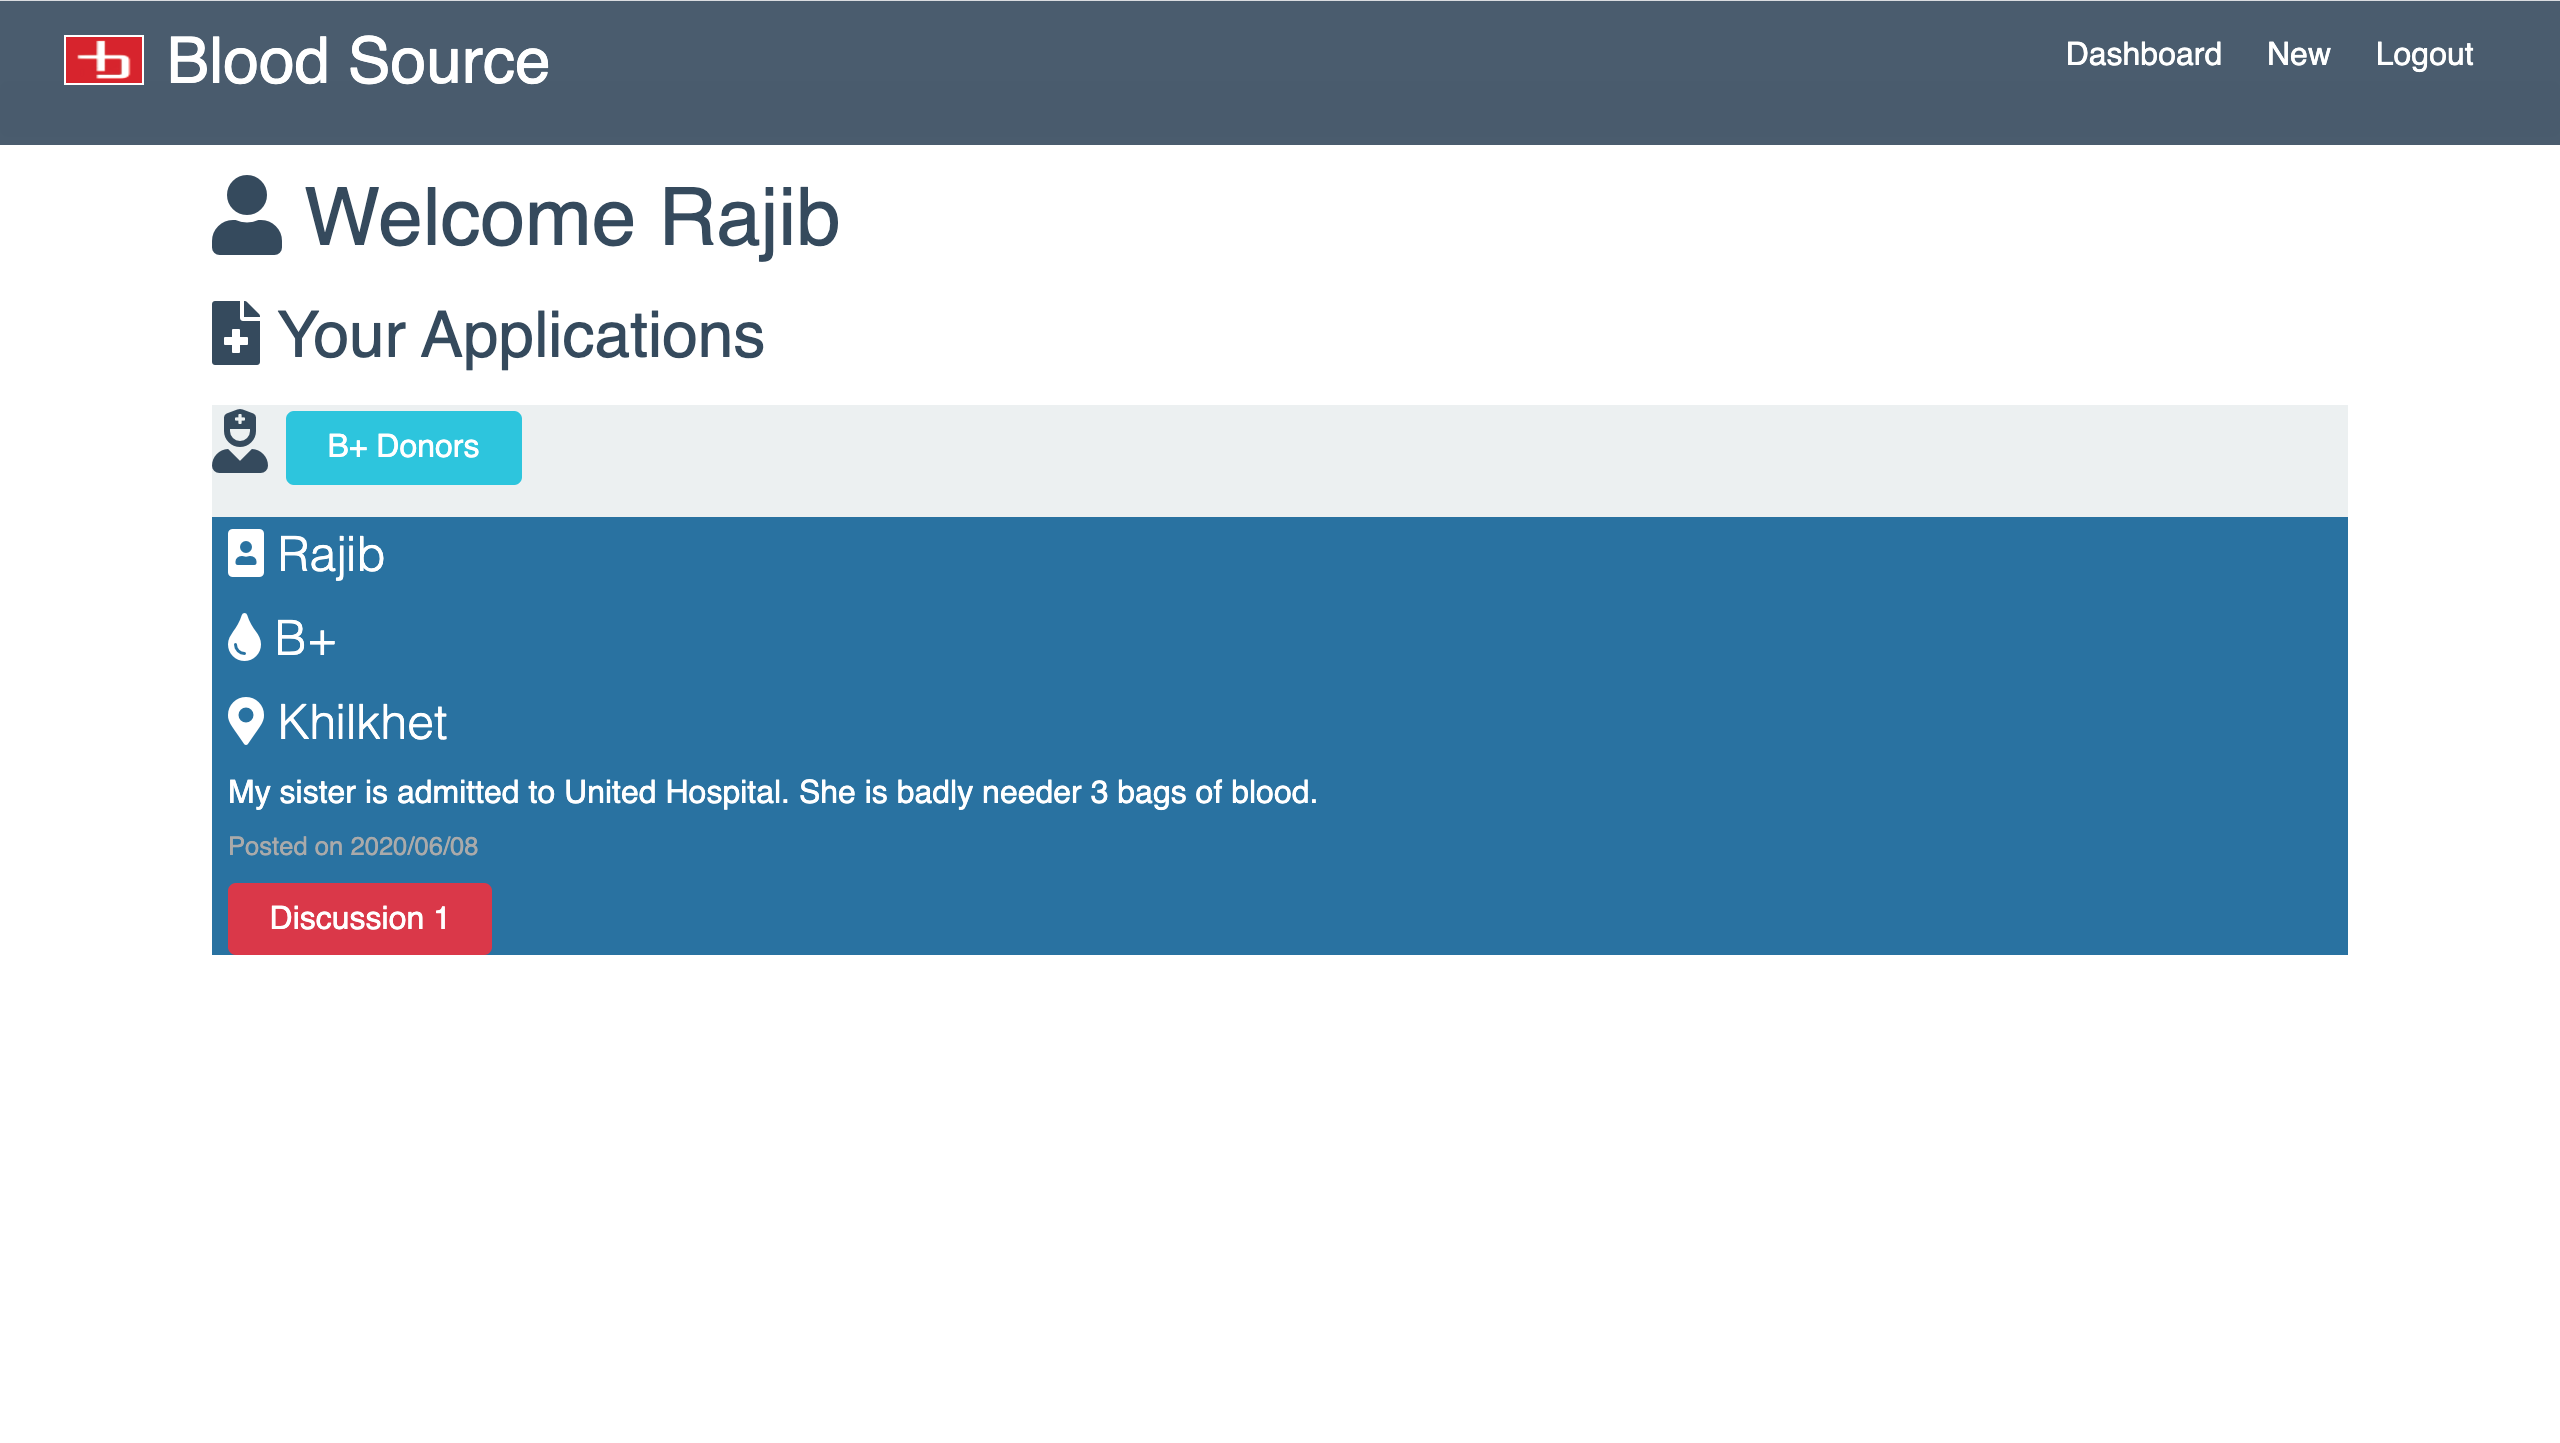 Blood Source
Dashboard New Logout
Welcome Rajib
Your Applications
B+ Donors
Rajib
B+
Khilkhet
My sister is admitted to United Hospital. She is badly needer 3 bags of blood.
Posted on 2020/06/08
Discussion 1